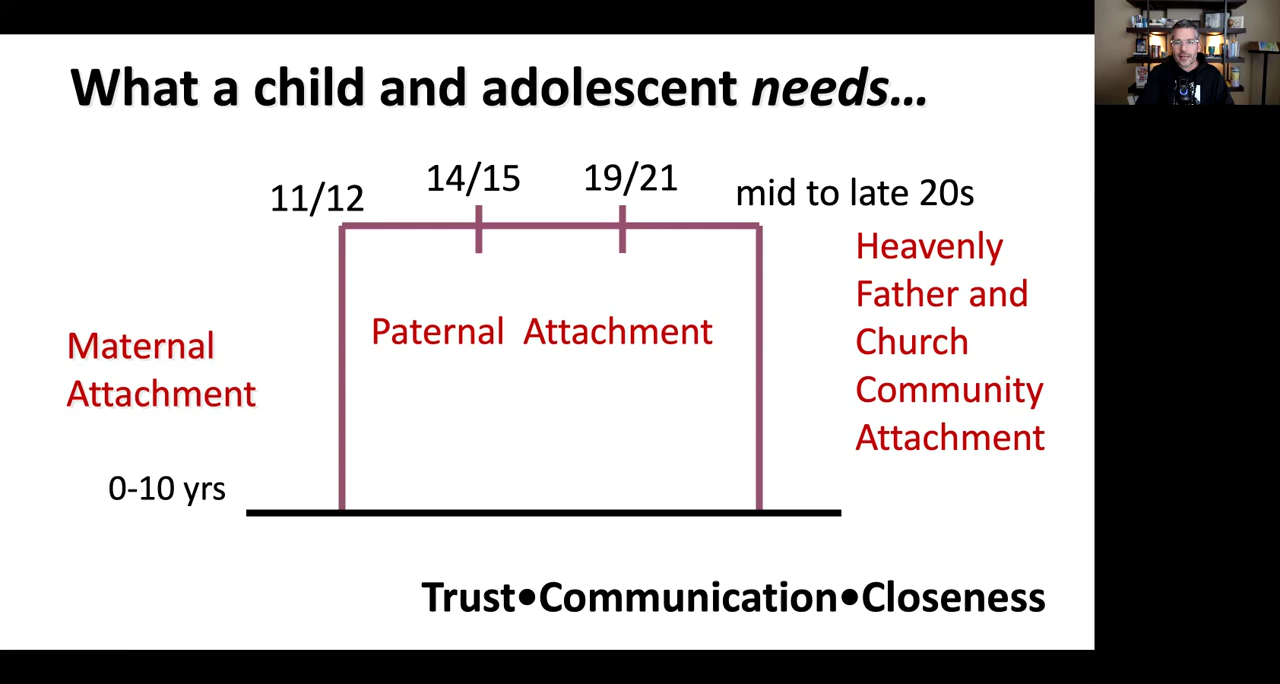 What a child and adolescent needs...
11/12
14/15
19/21
mid to late 20s
Maternal
Attachment
0-10 yrs
Paternal Attachment
Heavenly
Father and
Church
Community
Attachment
Trust•Communication•Closeness